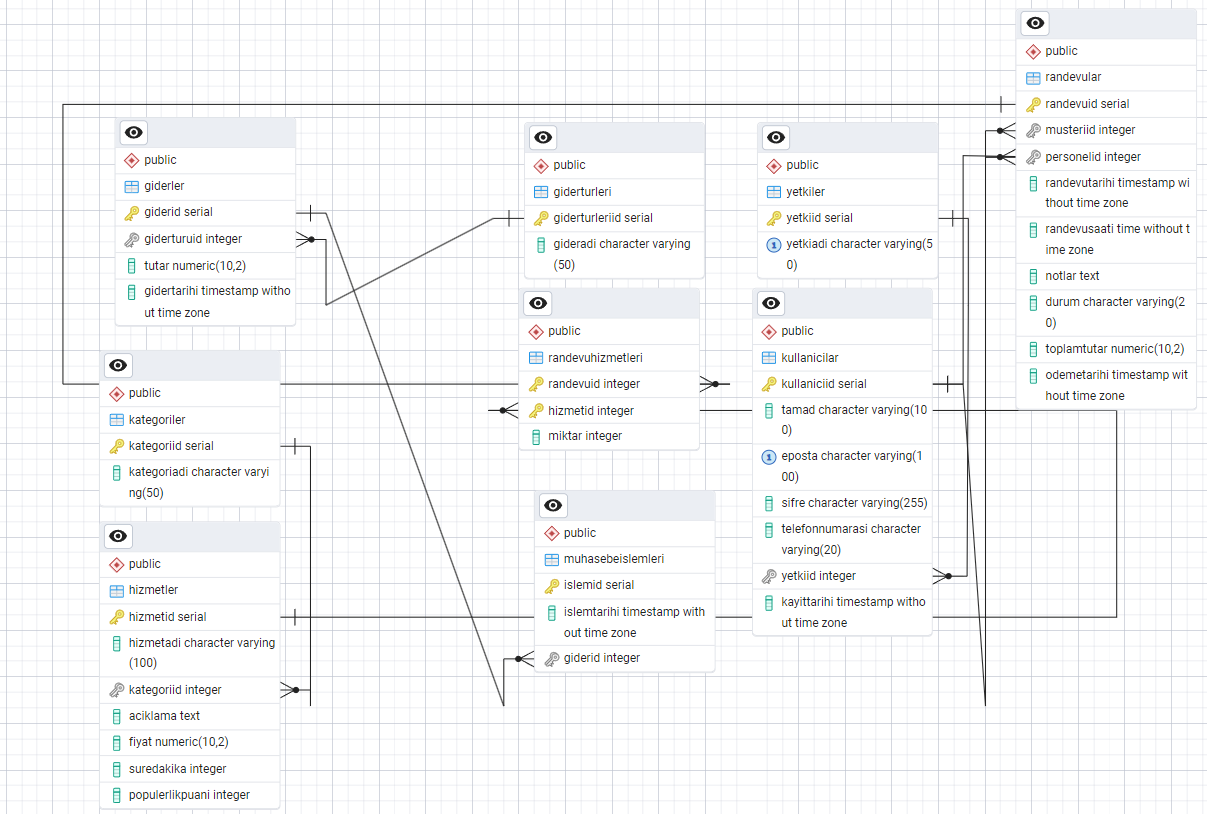 public
giderler
giderid serial
giderturuid integer
tutar numeric(10,2)
gidertarihi timestamp witho
ut time zone
public
kategoriler
kategoriid serial
kategoriadi character varyi
ng(50)
public
hizmetler
hizmetid serial
hizmetadi character varying
(100)
kategoriid integer
aciklama text
fiyat numeric(10,2)
suredakika integer
populerlikpuani integer
public
giderturleri
giderturleriid serial
gideradi character varying
(50)
public
randevuhizmetleri
randevuid integer
hizmetid integer
miktar integer
public
muhasebeislemleri
islemid serial
islemtarihi timestamp with
out time zone
giderid integer
public
yetkiler
yetkiid serial
yetkiadi character varying(5
0)
public
kullanicilar
kullaniciid serial
tamad character varying(10
0)
eposta character varying(1
00)
sifre character varying(255)
telefonnumarasi character
varying(20)
yetkiid integer
kayittarihi timestamp witho
ut time zone
public
randevular
randevuid serial
musteriid integer
personelid integer
randevutarihi timestamp wi
thout time zone
randevusaati time without t
ime zone
notlar text
durum character varying(2
0)
toplamtutar numeric(10,2)
odemetarihi timestamp wit
hout time zone